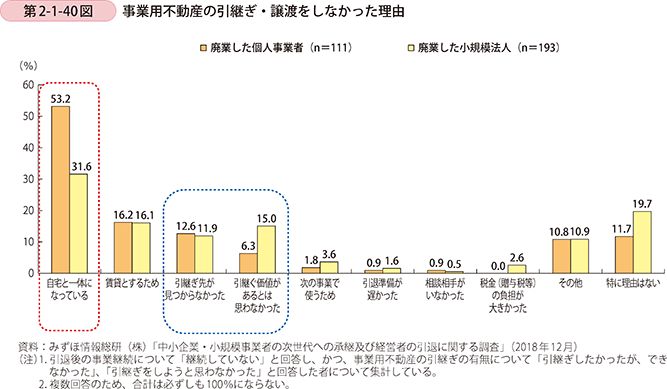 第2-1-40図 事業用不動産の引継ぎ・譲渡をしなかった理由
廃業した個人事業者(n=111) 廃業した小規模法人(n=193)
(%)
60
50
40
30
20
10
0
53.2
31.6
16.2 16.1
12.6 11.9
6.3
15.0
1.8
3.6
0.9
1.6
0.9
0.5
0.0
2.6
10.8 10.9
11.7
19.7
自宅と一体に
なっている
賃貸とするため
引継ぎ先が
見つからなかった
引継ぐ価値が
あるとは
思わなかった
次の事業で
使うため
引退準備が
遅かった
相談相手が
いなかった
税金(贈与税等)
の負担が
大きかった
その他
特に理由はない
資料:みずほ情報総研(株)「中小企業・小規模事業者の次世代への承継及び経営者の引退に関する調査」(2018年12月)
(注)1. 引退後の事業継続について「継続していない」と回答し、かつ、事業用不動産の引継ぎの有無について「引継ぎしたかったが、でき
なかった」、「引継ぎをしようと思わなかった」と回答した者について集計している。
2. 複数回答のため、合計は必ずしも100%にならない。